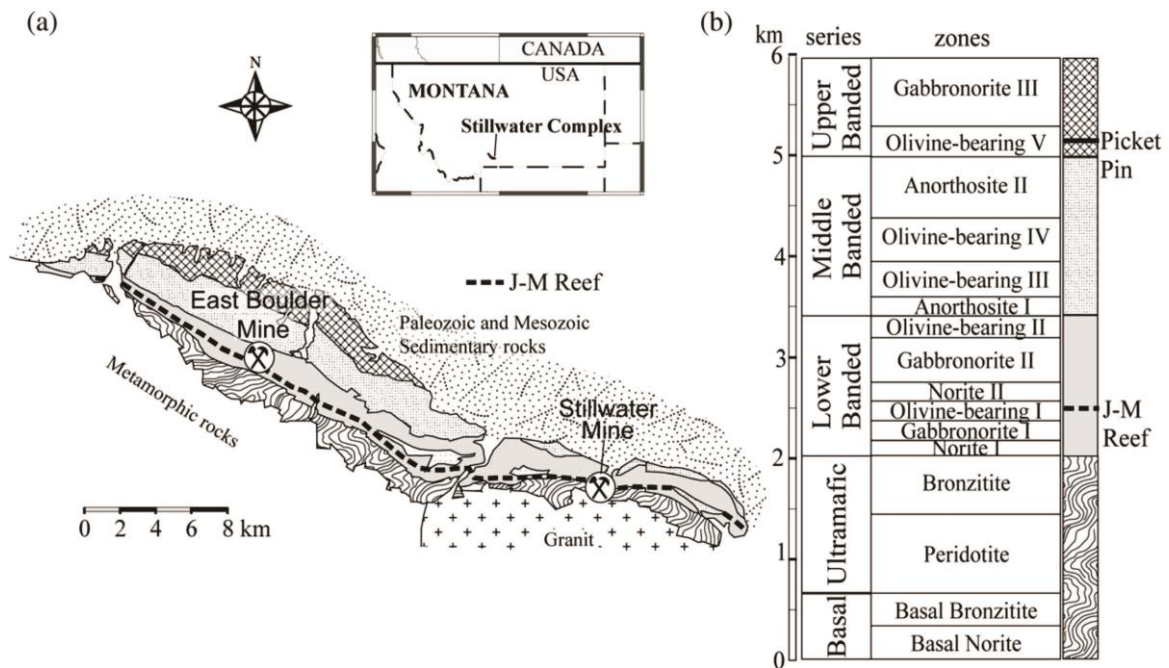 (a)
N
CANADA
USA
MONTANA
Stillwater Complex
J-M Reef
East Boulder
Mine
Paleozoic and Mesozoic
Sedimentary rocks
Metamorphic rocks
Stillwater
Mine
0 2 4 6 8 km
Granit
(b)
km series zones
6
5
4
3
2
1
0
Upper
Banded
Gabbronorite III
Olivine-bearing V
Picket
Pin
Middle
Banded
Anorthosite II
Olivine-bearing IV
Olivine-bearing III
Anorthosite I
Lower
Banded
Olivine-bearing II
Gabbronorite II
Norite II
Olivine-bearing I
Gabbronorite I
Norite I
J-M
Reef
Ultramafic
Bronzitite
Peridotite
Basal
Basal Bronzitite
Basal Norite